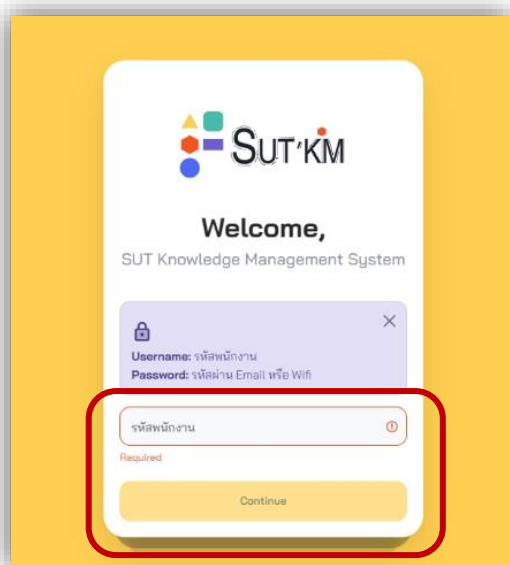 SUT'KM
Welcome,
SUT Knowledge Management System
Username: รหัสพนักงาน
Password: รหัสผ่าน Email หรือ Wifi
รหัสพนักงาน
Required
Continue